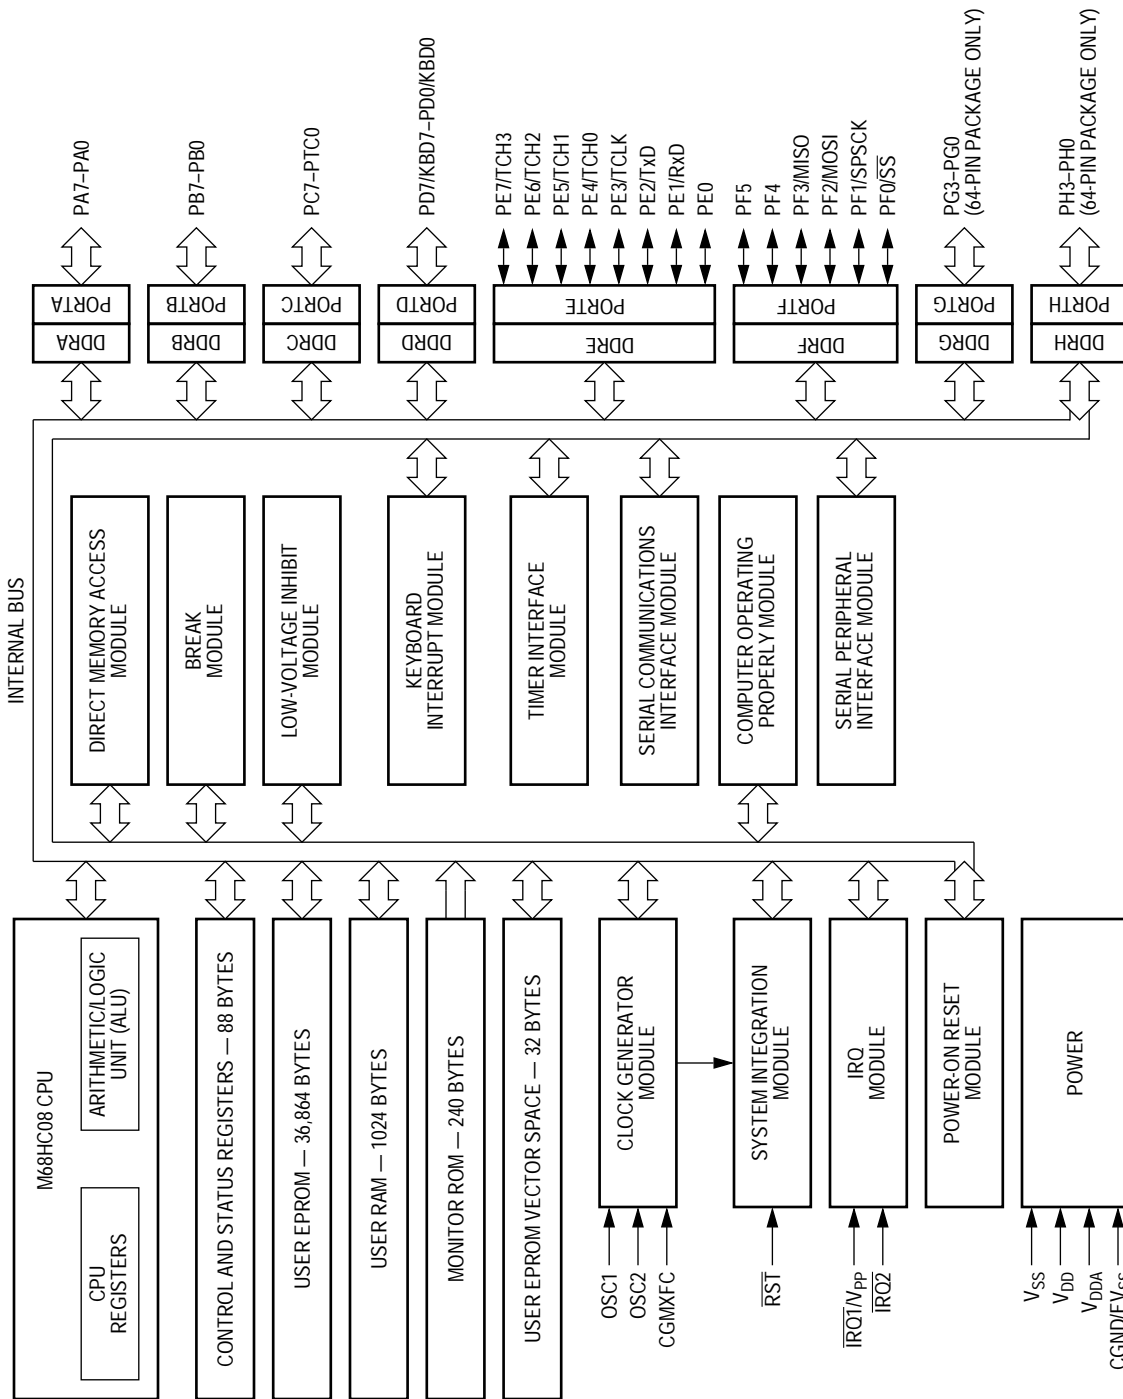 INTERNAL BUS
M68HC08 CPU
CPU
REGISTERS
ARITHMETIC/LOGIC
UNIT (ALU)
CONTROL AND STATUS REGISTERS — 88 BYTES
USER EPROM — 36,864 BYTES
USER RAM — 1024 BYTES
MONITOR ROM — 240 BYTES
USER EPROM VECTOR SPACE — 32 BYTES
OSC1
OSC2
CGMXFC
CLOCK GENERATOR
MODULE
RST
SYSTEM INTEGRATION
MODULE
IRQ1/VPP
IRQ2
IRQ
MODULE
POWER-ON RESET
MODULE
VSS
VDD
VDDA
CGND/EVSS
POWER
DIRECT MEMORY ACCESS
MODULE
BREAK
MODULE
LOW-VOLTAGE INHIBIT
MODULE
KEYBOARD
INTERRUPT MODULE
TIMER INTERFACE
MODULE
SERIAL COMMUNICATIONS
INTERFACE MODULE
COMPUTER OPERATING
PROPERLY MODULE
SERIAL PERIPHERAL
INTERFACE MODULE
DDRA
PORTA
PA7–PA0
DDRB
PORTB
PB7–PB0
DDRC
PORTC
PC7–PTC0
DDRD
PORTD
PD7/KBD7–PD0/KBD0
DDRE
PORTE
PE7/TCH3
PE6/TCH2
PE5/TCH1
PE4/TCH0
PE3/TCLK
PE2/TxD
PE1/RxD
PE0
DDRF
PORTF
PF5
PF4
PF3/MISO
PF2/MOSI
PF1/SPSCK
PF0/SS
DDRG
PORTG
PG3–PG0
(64-PIN PACKAGE ONLY)
DDRH
PORTH
PH3–PH0
(64-PIN PACKAGE ONLY)